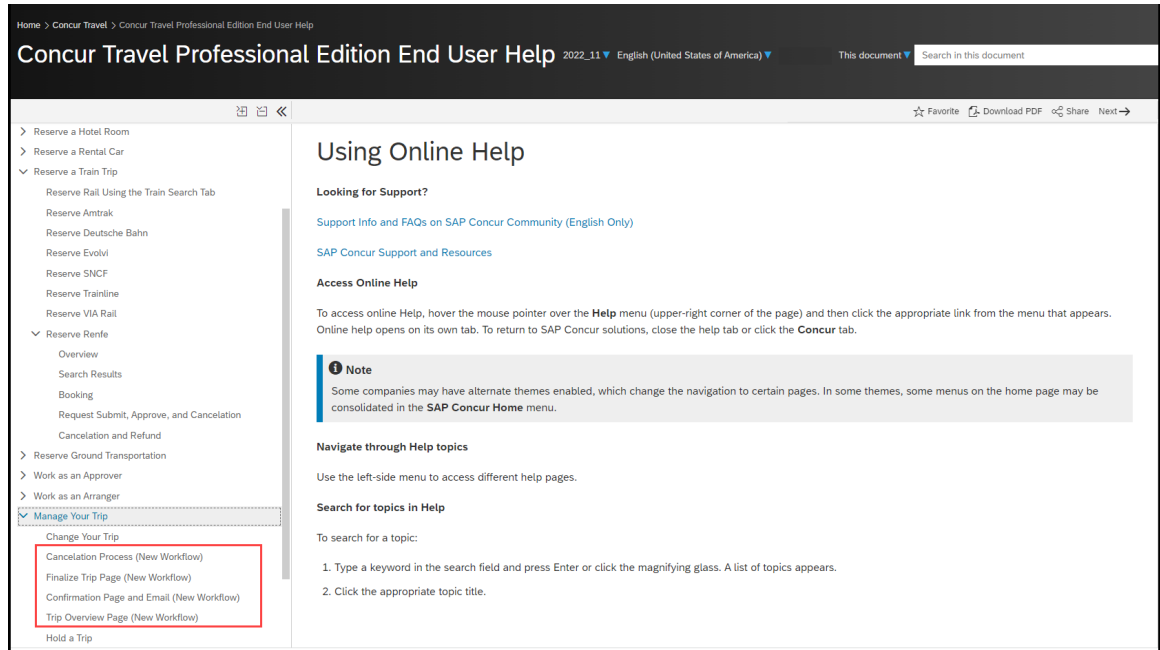 Home > Concur Travel > Concur Travel Professional Edition End User Help
Concur Travel Professional Edition End User Help 2022_11 English (United States of America) This document Search in this document
Favorite Download PDF Share Next
Reserve a Hotel Room
Reserve a Rental Car
Reserve a Train Trip
Reserve Rail Using the Train Search Tab
Reserve Amtrak
Reserve Deutsche Bahn
Reserve Evolvi
Reserve SNCF
Reserve Trainline
Reserve VIA Rail
Reserve Renfe
Overview
Search Results
Booking
Request Submit, Approve, and Cancelation
Cancelation and Refund
Reserve Ground Transportation
Work as an Approver
Work as an Arranger
Manage Your Trip
Change Your Trip
Cancelation Process (New Workflow)
Finalize Trip Page (New Workflow)
Confirmation Page and Email (New Workflow)
Trip Overview Page (New Workflow)
Hold a Trip
Using Online Help
Looking for Support?
Support Info and FAQs on SAP Concur Community (English Only)
SAP Concur Support and Resources
Access Online Help
To access online Help, hover the mouse pointer over the Help menu (upper-right corner of the page) and then click the appropriate link from the menu that appears.
Online help opens on its own tab. To return to SAP Concur solutions, close the help tab or click the Concur tab.
Note
Some companies may have alternate themes enabled, which change the navigation to certain pages. In some themes, some menus on the home page may be
consolidated in the SAP Concur Home menu.
Navigate through Help topics
Use the left-side menu to access different help pages.
Search for topics in Help
To search for a topic:
1. Type a keyword in the search field and press Enter or click the magnifying glass. A list of topics appears.
2. Click the appropriate topic title.